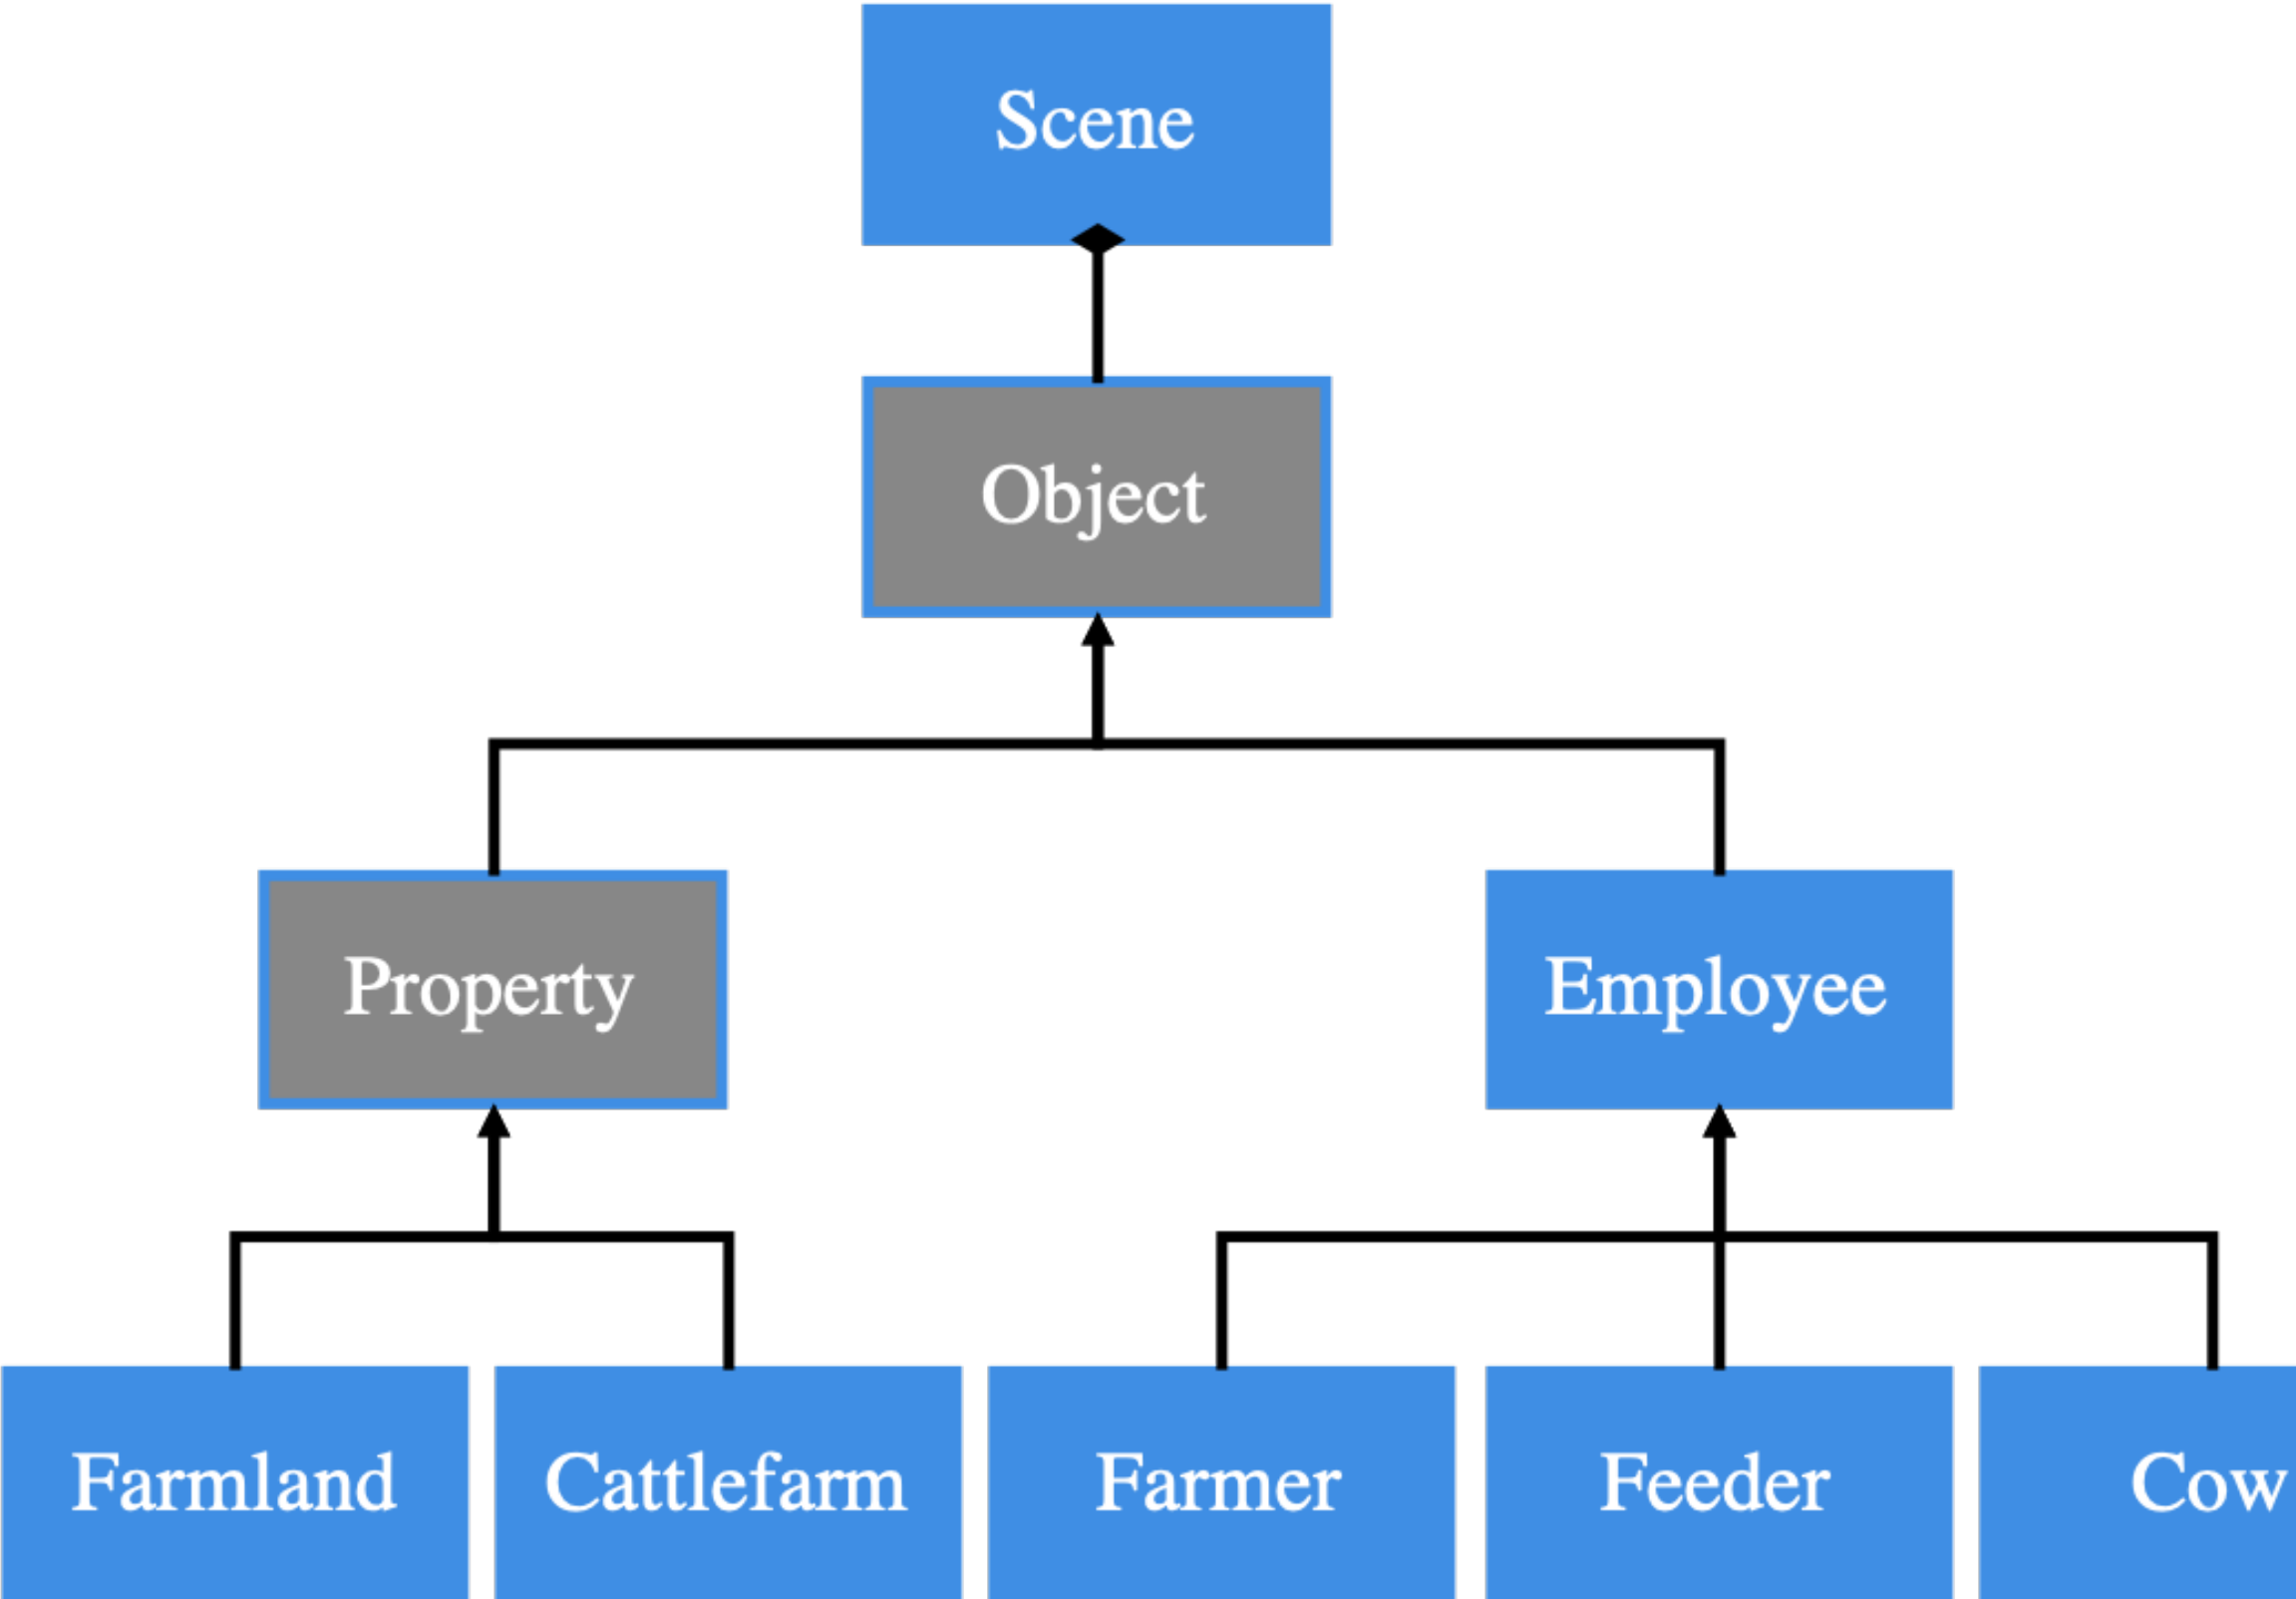 Scene
Object
Property
Employee
Farmland
Cattlefarm
Farmer
Feeder
Cow